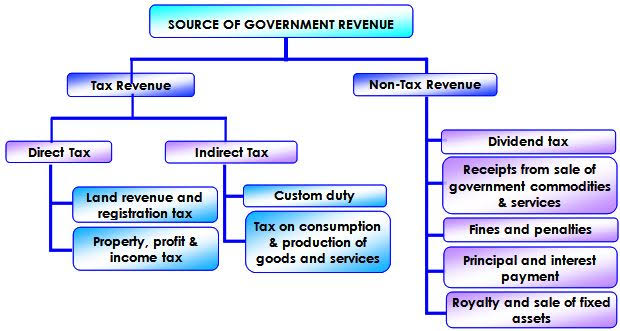 SOURCE OF GOVERNMENT REVENUE
Tax Revenue
Non-Tax Revenue
Direct Tax
Indirect Tax
Land revenue and
registration tax
Property, profit &
income tax
Custom duty
Tax on consumption
& production of
goods and services
Dividend tax
Receipts from sale of
government commodities
& services
Fines and penalties
Principal and interest
payment
Royalty and sale of fixed
assets